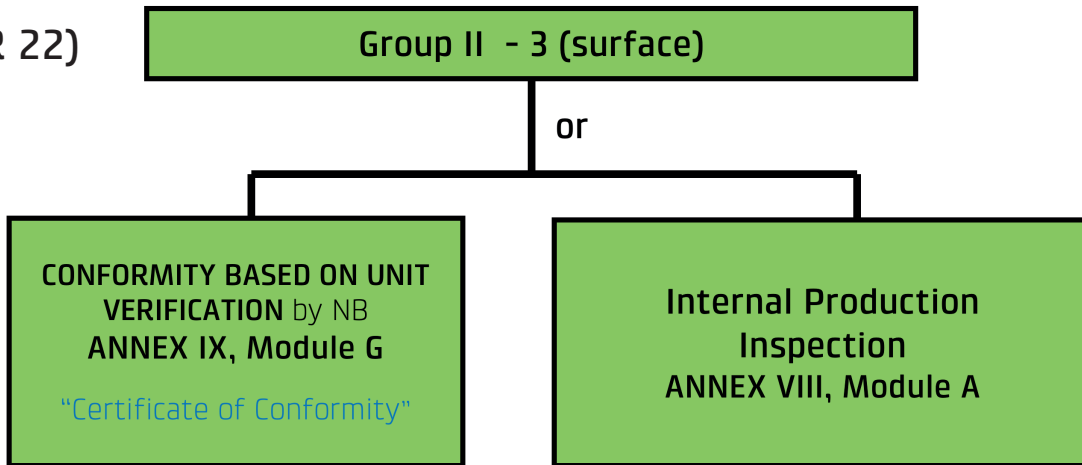 R 22)
Group II - 3 (surface)
or
CONFORMITY BASED ON UNIT
VERIFICATION by NB
ANNEX IX, Module G
“Certificate of Conformity”
Internal Production
Inspection
ANNEX VIII, Module A